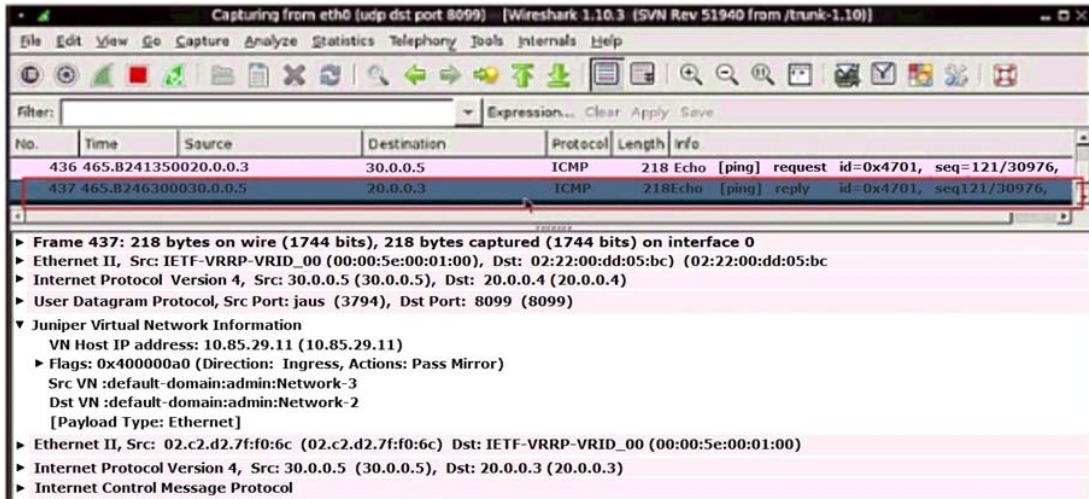 Capturing from eth0 (udp dst port 8099) [Wireshark 1.10.3 (SVN Rev 51940 from /trunk-1.10)]
File Edit View Go Capture Analyze Statistics Telephony Tools Internals Help
Filter: Expression... Clear Apply Save
No. Time Source Destination Protocol Length Info
436 465.B241350020.0.0.3 30.0.0.5 ICMP 218 Echo [ping] request id=0x4701, seq=121/30976,
437 465.B246300030.0.0.5 20.0.0.3 ICMP 218Echo [ping] reply id=0x4701, seq121/30976,
Frame 437: 218 bytes on wire (1744 bits), 218 bytes captured (1744 bits) on interface 0
Ethernet II, Src: IETF-VRRP-VRID_00 (00:00:5e:00:01:00), Dst: 02:22:00:dd:05:bc) (02:22:00:dd:05:bc
Internet Protocol Version 4, Src: 30.0.0.5 (30.0.0.5), Dst: 20.0.0.4 (20.0.0.4)
User Datagram Protocol, Src Port: jaus (3794), Dst Port: 8099 (8099)
Juniper Virtual Network Information
VN Host IP address: 10.85.29.11 (10.85.29.11)
Flags: 0x400000a0 (Direction: Ingress, Actions: Pass Mirror)
Src VN :default-domain:admin:Network-3
Dst VN :default-domain:admin:Network-2
[Payload Type: Ethernet]
Ethernet II, Src: 02.c2.d2.7f:f0:6c (02.c2.d2.7f:f0:6c) Dst: IETF-VRRP-VRID_00 (00:00:5e:00:01:00)
Internet Protocol Version 4, Src: 30.0.0.5 (30.0.0.5), Dst: 20.0.0.3 (20.0.0.3)
Internet Control Message Protocol